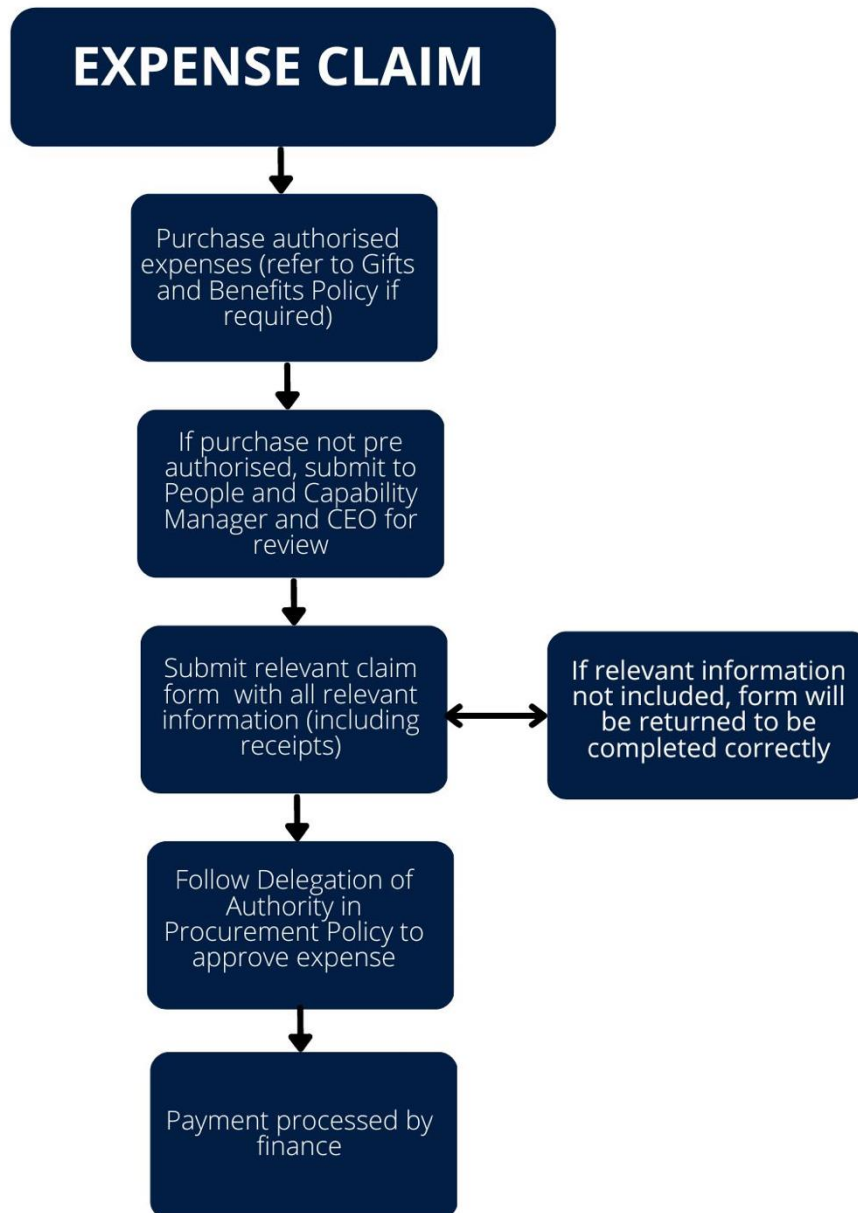 EXPENSE CLAIM
Purchase authorised
expenses (refer to Gifts
and Benefits Policy if
required)
If purchase not pre
authorised, submit to
People and Capability
Manager and CEO for
review
Submit relevant claim
form with all relevant
information (including
receipts)
If relevant information
not included, form will
be returned to be
completed correctly
Follow Delegation of
Authority in
Procurement Policy to
approve expense
Payment processed by
finance